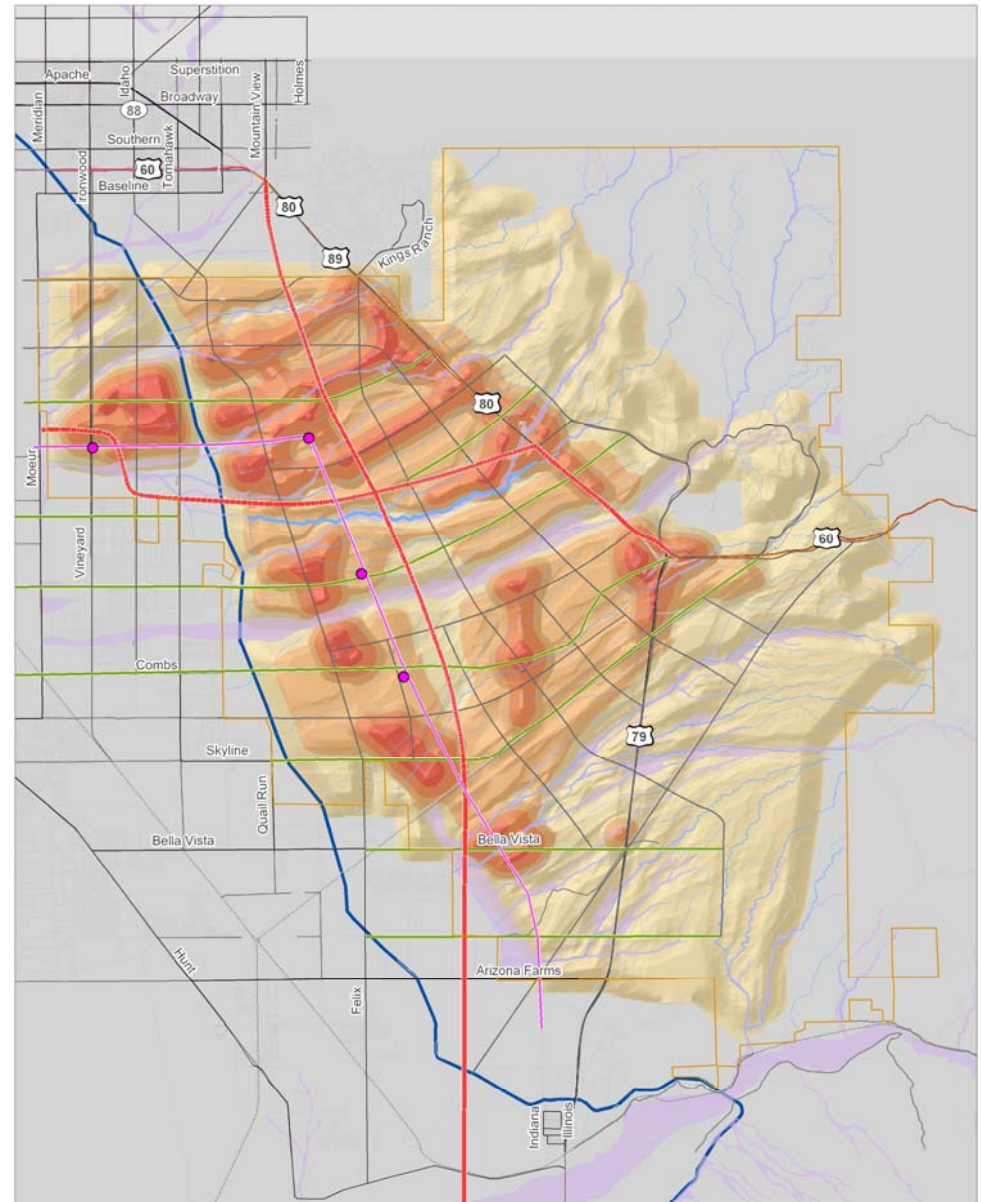 Apache
Superstition
Idaho
Broadway
88
Meridian
Southern
Mountain View
Holmes
Tomahawk
60
Ironwood
Baseline
80
89
Kings Ranch
80
Moeur
Vineyard
60
Combs
Skyline
79
Quail Run
Bella Vista
Bella Vista
Hunt
Felix
Arizona Farms
Indiana
Illinois